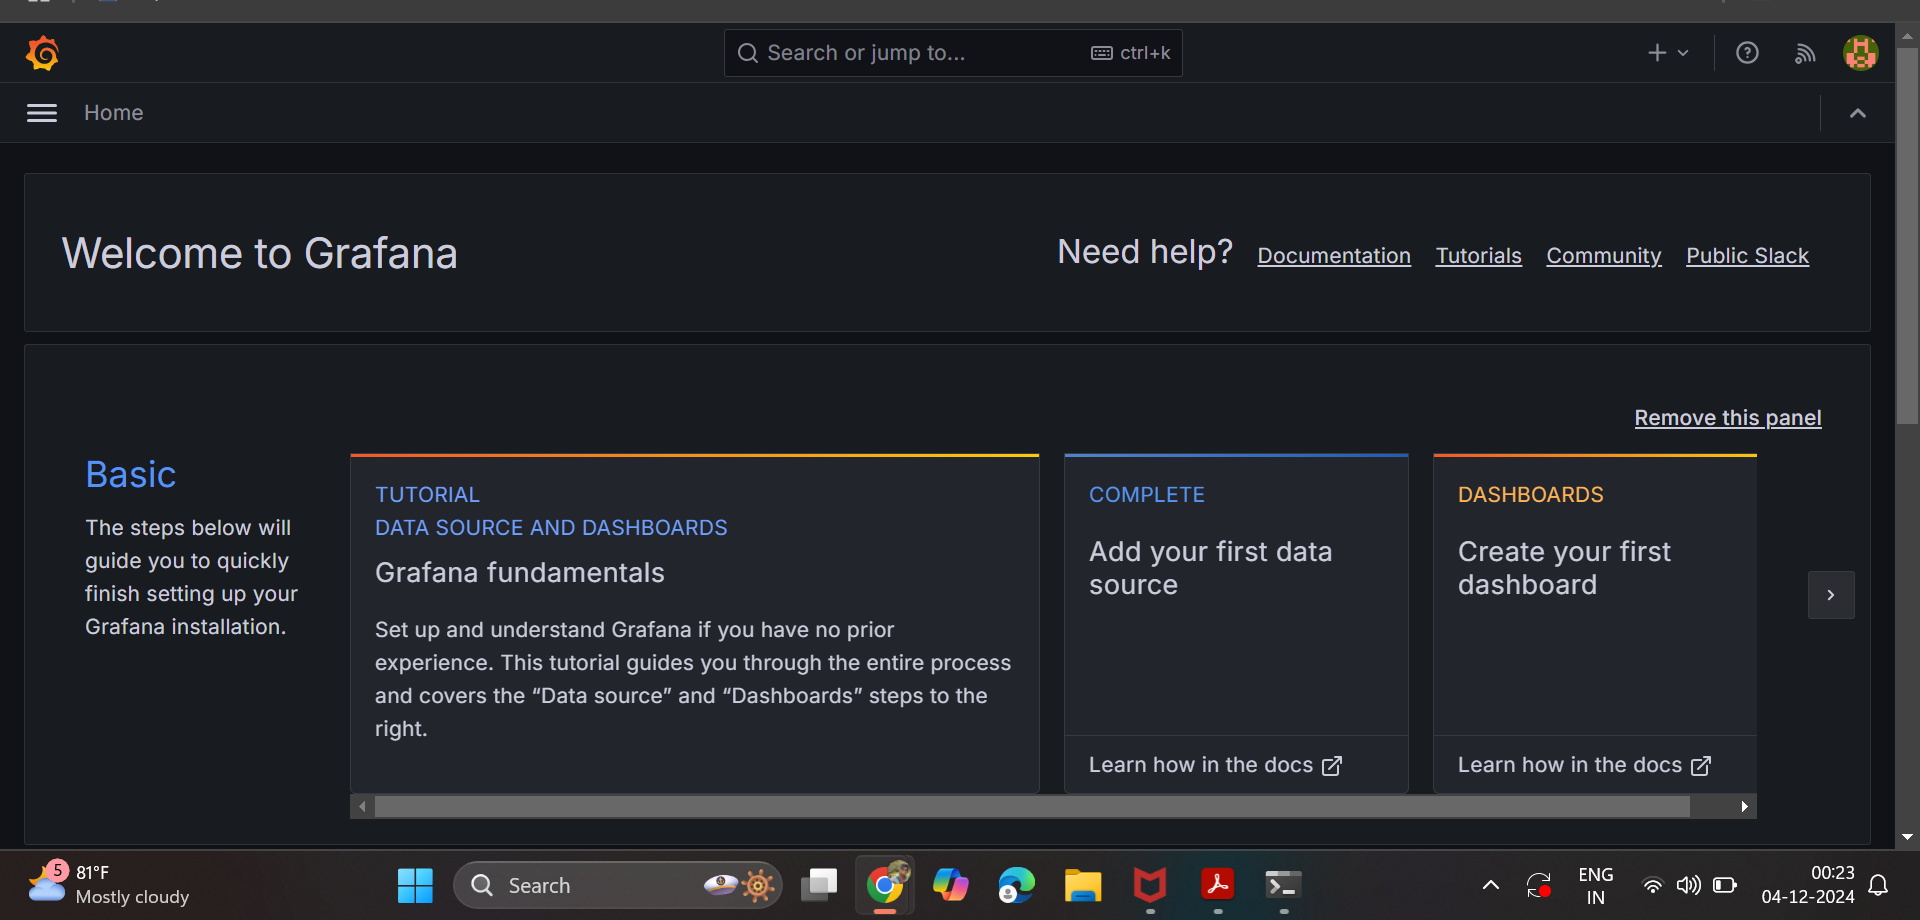 Search or jump to...
ctrl+k
Home
Welcome to Grafana
Need help?
Documentation
Tutorials
Community
Public Slack
Remove this panel
Basic
The steps below will
guide you to quickly
finish setting up your
Grafana installation.
TUTORIAL
DATA SOURCE AND DASHBOARDS
Grafana fundamentals
Set up and understand Grafana if you have no prior
experience. This tutorial guides you through the entire process
and covers the “Data source” and “Dashboards” steps to the
right.
COMPLETE
Add your first data
source
Learn how in the docs
DASHBOARDS
Create your first
dashboard
Learn how in the docs
5
81°F
Mostly cloudy
Search
ENG
IN
00:23
04-12-2024